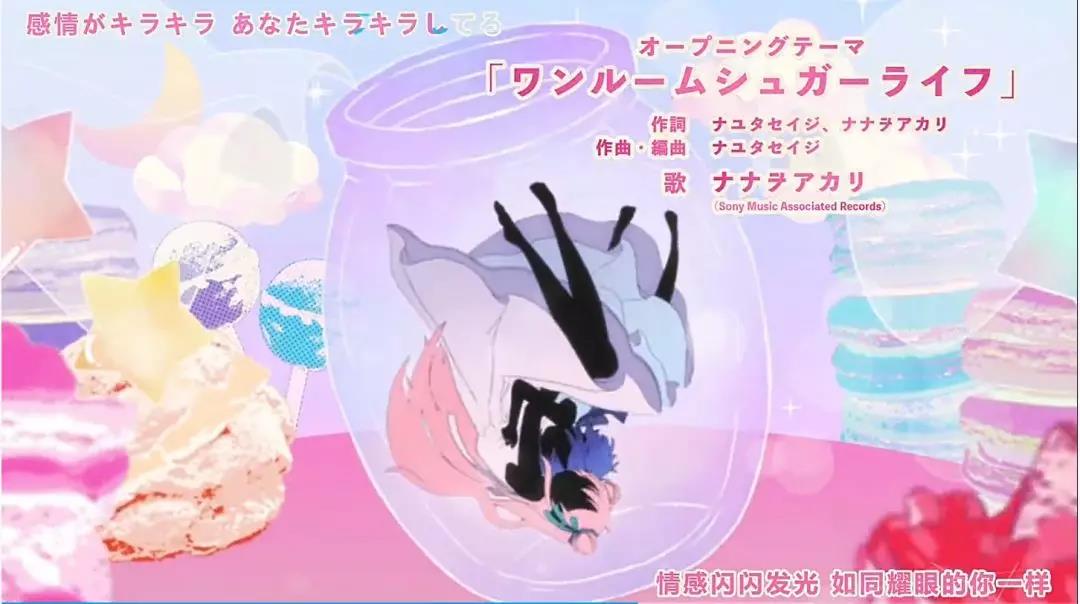 感情がキラキラ あなたキラキラしてる
オープニングテーマ
「ワンルームシュガーライフ」
作詞 ナユタセイジ、ナナヲアカリ
作曲・編曲 ナユタセイジ
歌 ナナヲアカリ
(Sony Music Associated Records)
情感闪闪发光 如同耀眼的你一样